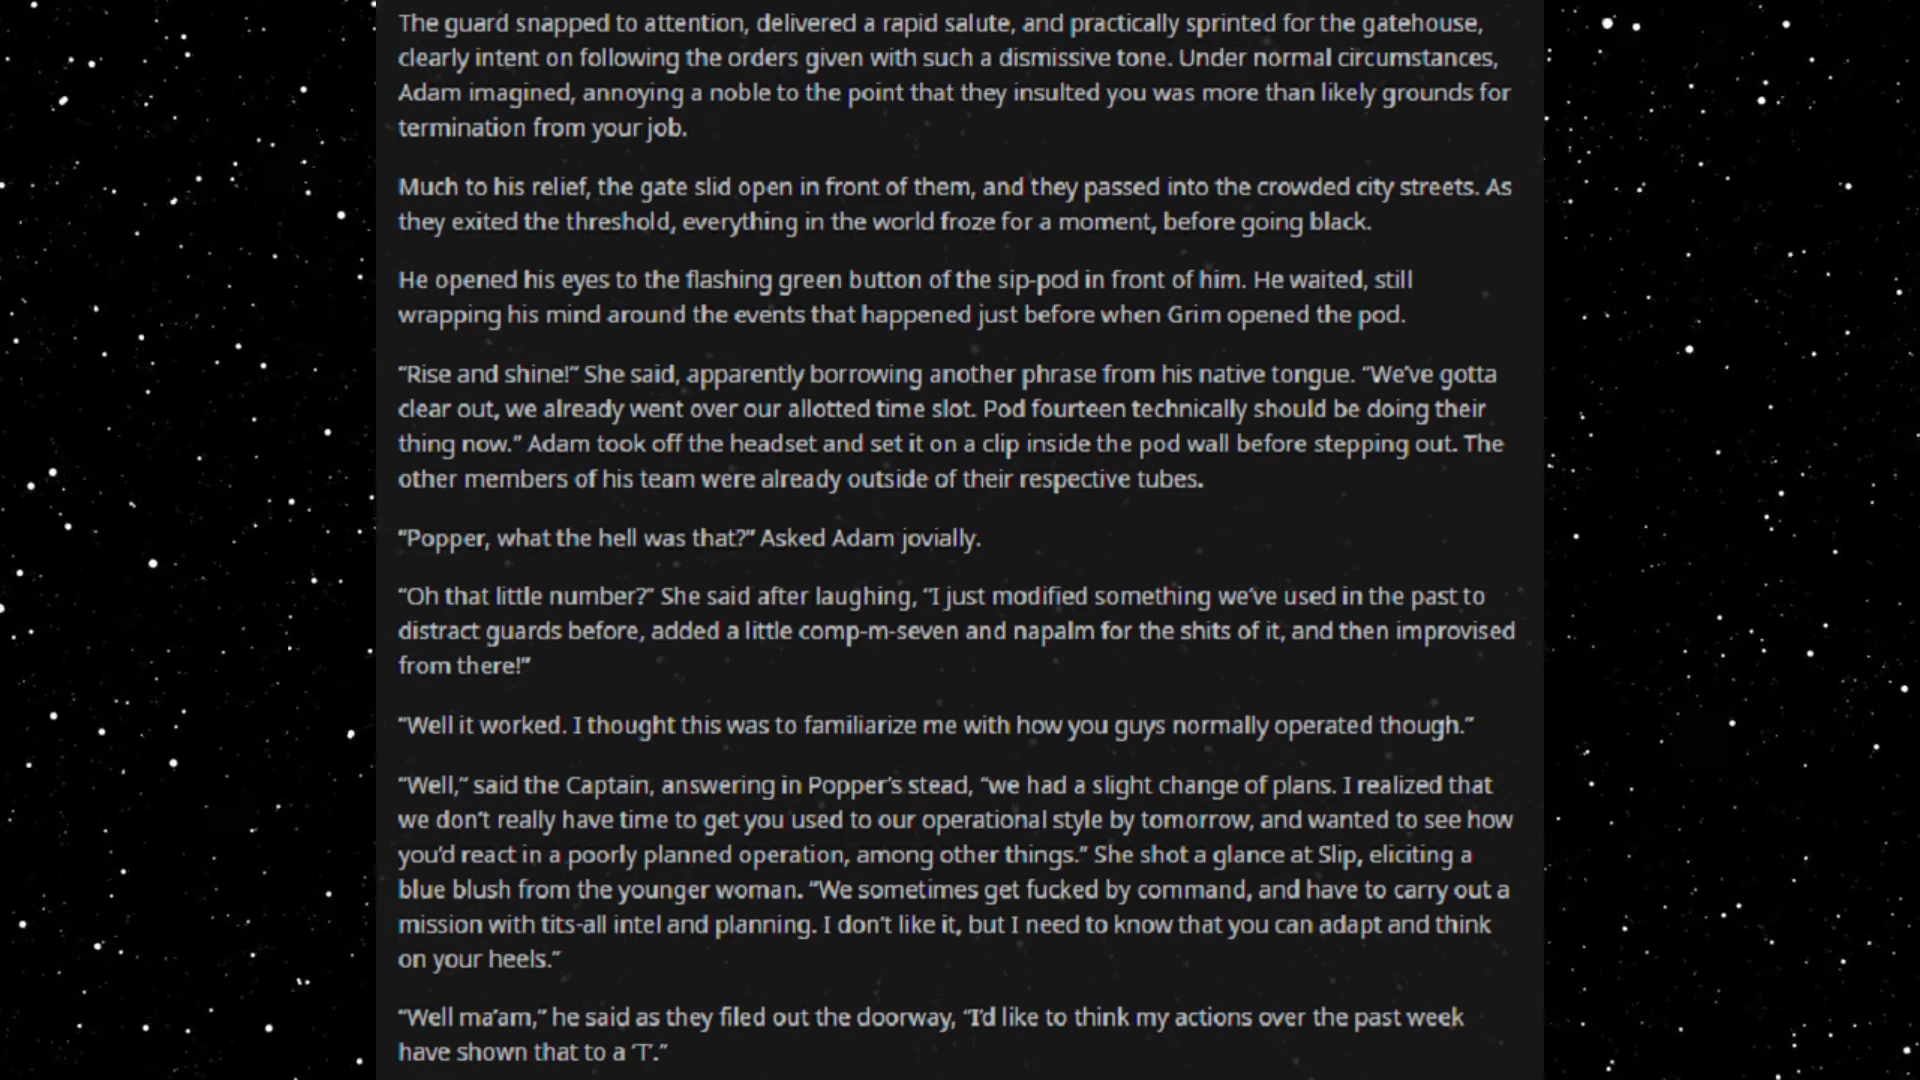 The guard snapped to attention, delivered a rapid salute, and practically sprinted for the gatehouse,
clearly intent on following the orders given with such a dismissive tone. Under normal circumstances,
Adam imagined, annoying a noble to the point that they insulted you was more than likely grounds for
termination from your job.
Much to his relief, the gate slid open in front of them, and they passed into the crowded city streets. As
they exited the threshold, everything in the world froze for a moment, before going black.
He opened his eyes to the flashing green button of the sip-pod in front of him. He waited, still
wrapping his mind around the events that happened just before when Grim opened the pod.
“Rise and shine!” She said, apparently borrowing another phrase from his native tongue. “We’ve gotta
clear out, we already went over our allotted time slot. Pod fourteen technically should be doing their
thing now.” Adam took off the headset and set it on a clip inside the pod wall before stepping out. The
other members of his team were already outside of their respective tubes.
“Popper, what the hell was that?” Asked Adam jovially.
“Oh that little number?” She said after laughing, “I just modified something we’ve used in the past to
distract guards before, added a little comp-m-seven and napalm for the shits of it, and then improvised
from there!”
“Well it worked. I thought this was to familiarize me with how you guys normally operated though.”
“Well,” said the Captain, answering in Popper’s stead, “we had a slight change of plans. I realized that
we don’t really have time to get you used to our operational style by tomorrow, and wanted to see how
you’d react in a poorly planned operation, among other things.” She shot a glance at Slip, eliciting a
blue blush from the younger woman. “We sometimes get fucked by command, and have to carry out a
mission with tits-all intel and planning. I don’t like it, but I need to know that you can adapt and think
on your heels.”
“Well ma’am,” he said as they filed out the doorway, “I’d like to think my actions over the past week
have shown that to a ‘T’.”